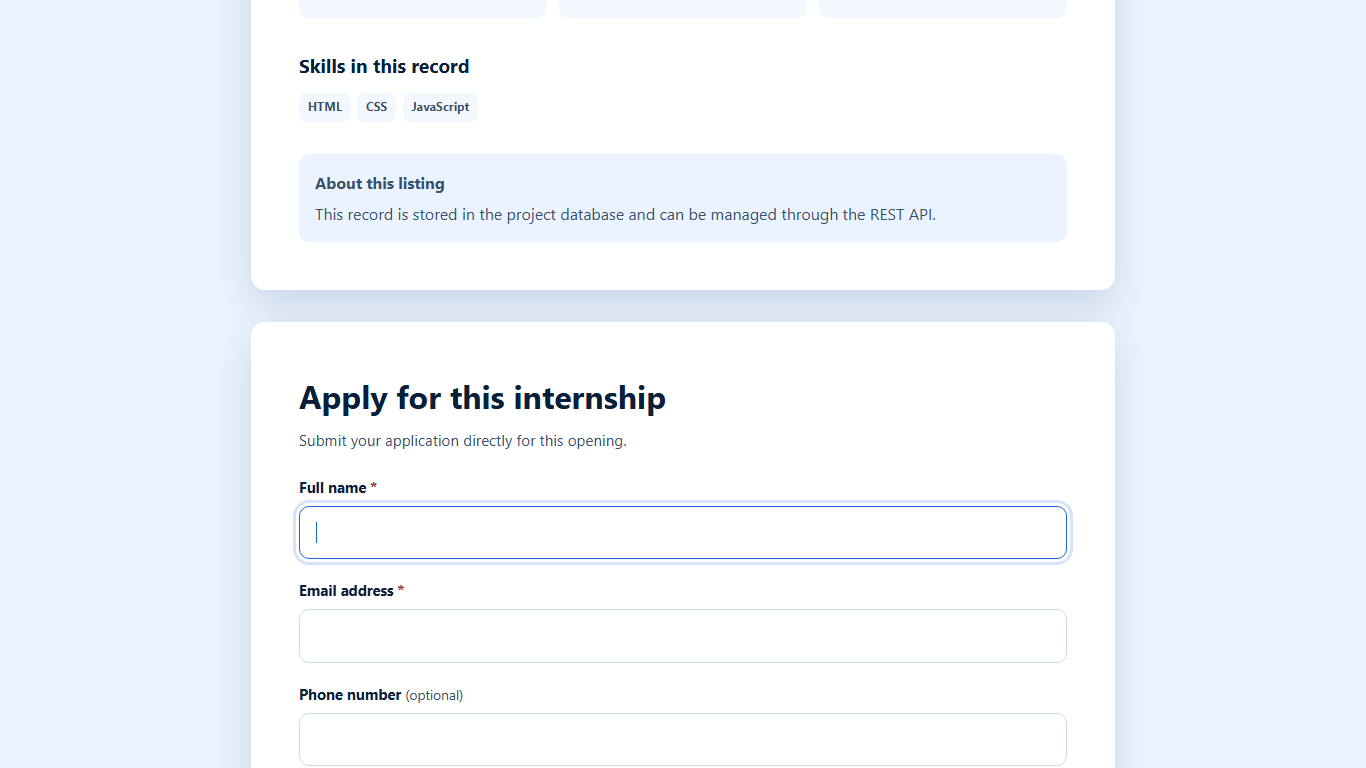 Skills in this record
HTML CSS JavaScript
About this listing
This record is stored in the project database and can be managed through the REST API.
Apply for this internship
Submit your application directly for this opening.
Full name *
Email address *
Phone number (optional)